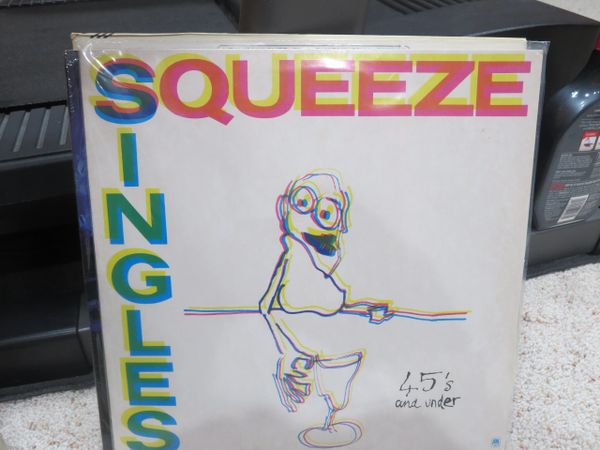 SQUEEZE
SINGLES
45's
and under